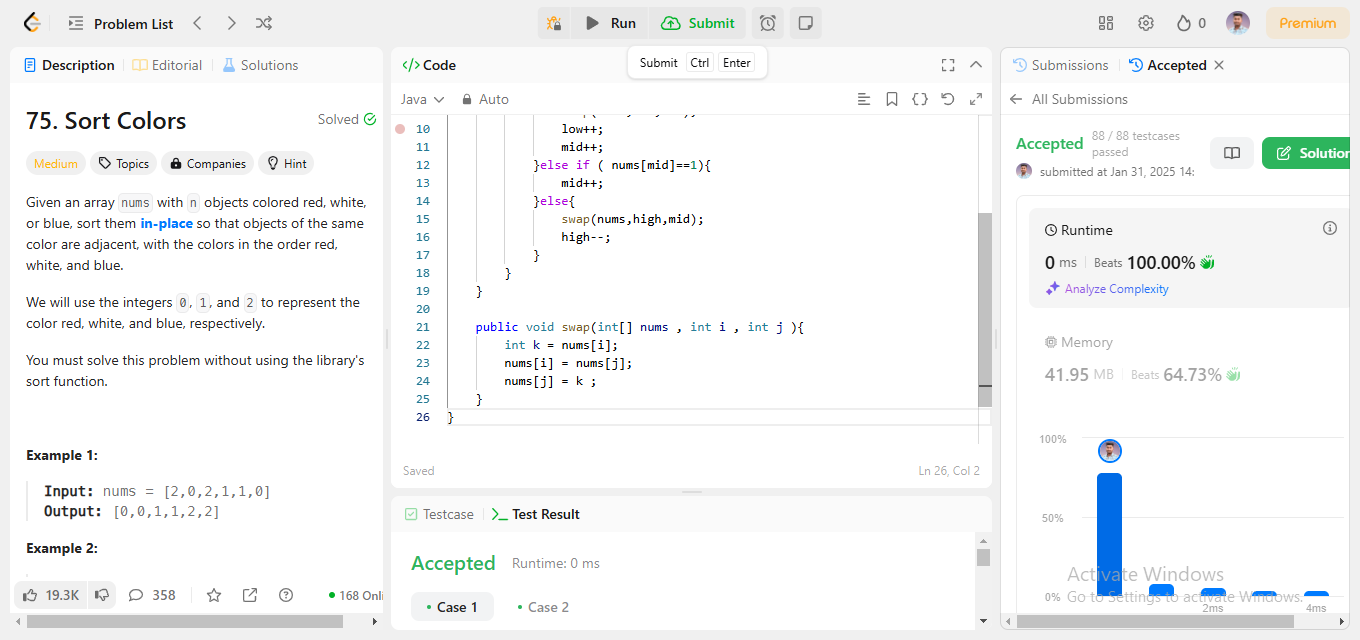 Problem List
Run
Submit
0
Premium
Submit Ctrl Enter
Description
Editorial
Solutions
75. Sort Colors
Solved
Medium
Topics
Companies
Hint
Given an array nums with n objects colored red, white,
or blue, sort them in-place so that objects of the same
color are adjacent, with the colors in the order red,
white, and blue.
We will use the integers 0, 1, and 2 to represent the
color red, white, and blue, respectively.
You must solve this problem without using the library's
sort function.
Example 1:
Input: nums = [2,0,2,1,1,0]
Output: [0,0,1,1,2,2]
Example 2:
19.3K
358
168 Onli
</> Code
Java
Auto
10 low++;
11 mid++;
12 }else if ( nums[mid]==1){
13 mid++;
14 }else{
15 swap(nums,high,mid);
16 high--;
17 }
18 }
19 }
20
21 public void swap(int[] nums , int i , int j ){
22 int k = nums[i];
23 nums[i] = nums[j];
24 nums[j] = k ;
25 }
26 }
Saved
Ln 26, Col 2
Testcase
Test Result
Accepted
Runtime: 0 ms
Case 1
Case 2
Submissions
Accepted
All Submissions
Accepted
88 / 88 testcases
passed
submitted at Jan 31, 2025 14:
Solution
Runtime
0 ms
Beats 100.00%
Analyze Complexity
Memory
41.95 MB
Beats 64.73%
100%
50%
0%
2ms
4ms
Activate Windows
Go to Settings to activate Windows.